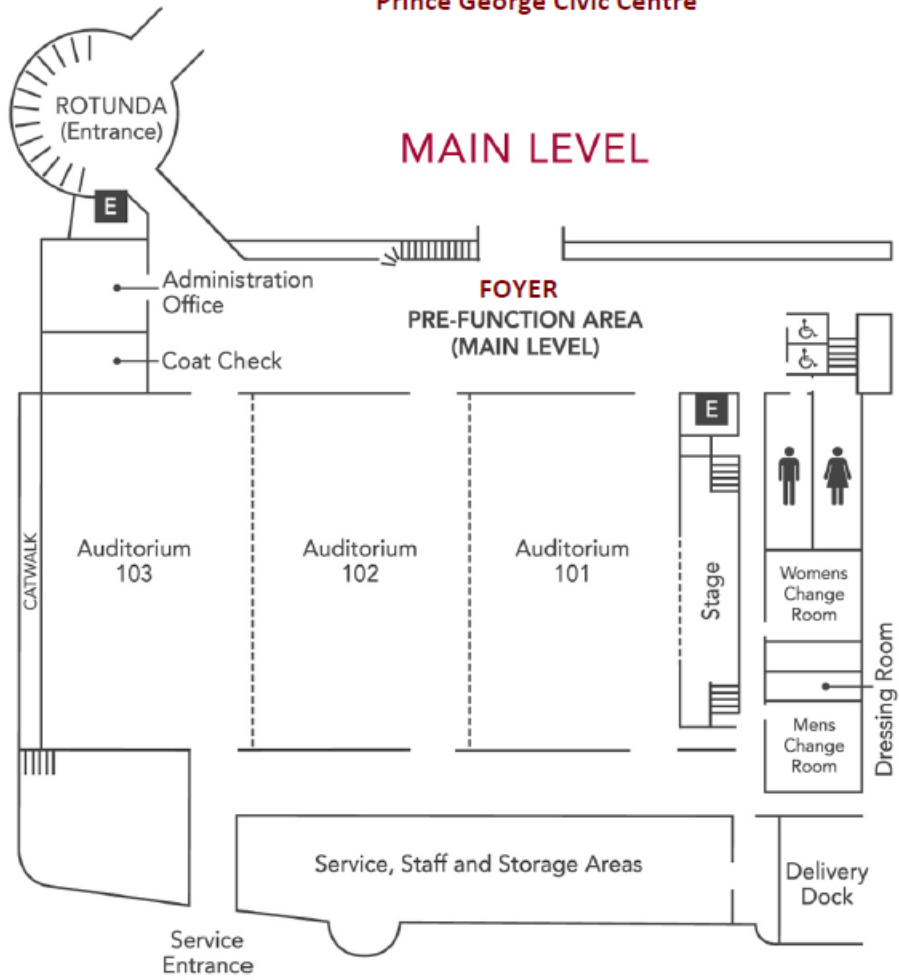 Prince George Civic Centre
ROTUNDA
(Entrance)
MAIN LEVEL
E
Administration
Office
FOYER
PRE-FUNCTION AREA
(MAIN LEVEL)
Coat Check
E
CATWALK
Auditorium
103
Auditorium
102
Auditorium
101
Stage
Womens
Change
Room
Dressing Room
Mens
Change
Room
Service, Staff and Storage Areas
Delivery
Dock
Service
Entrance